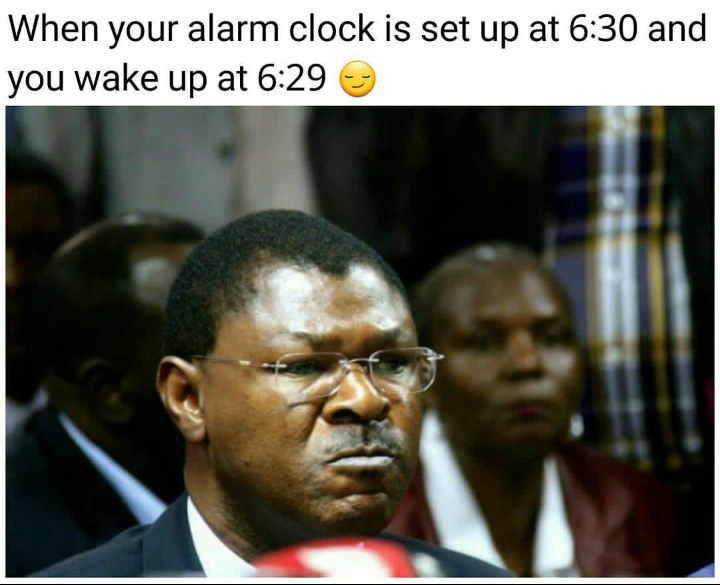 When your alarm clock is set up at 6:30 and
you wake up at 6:29 😏